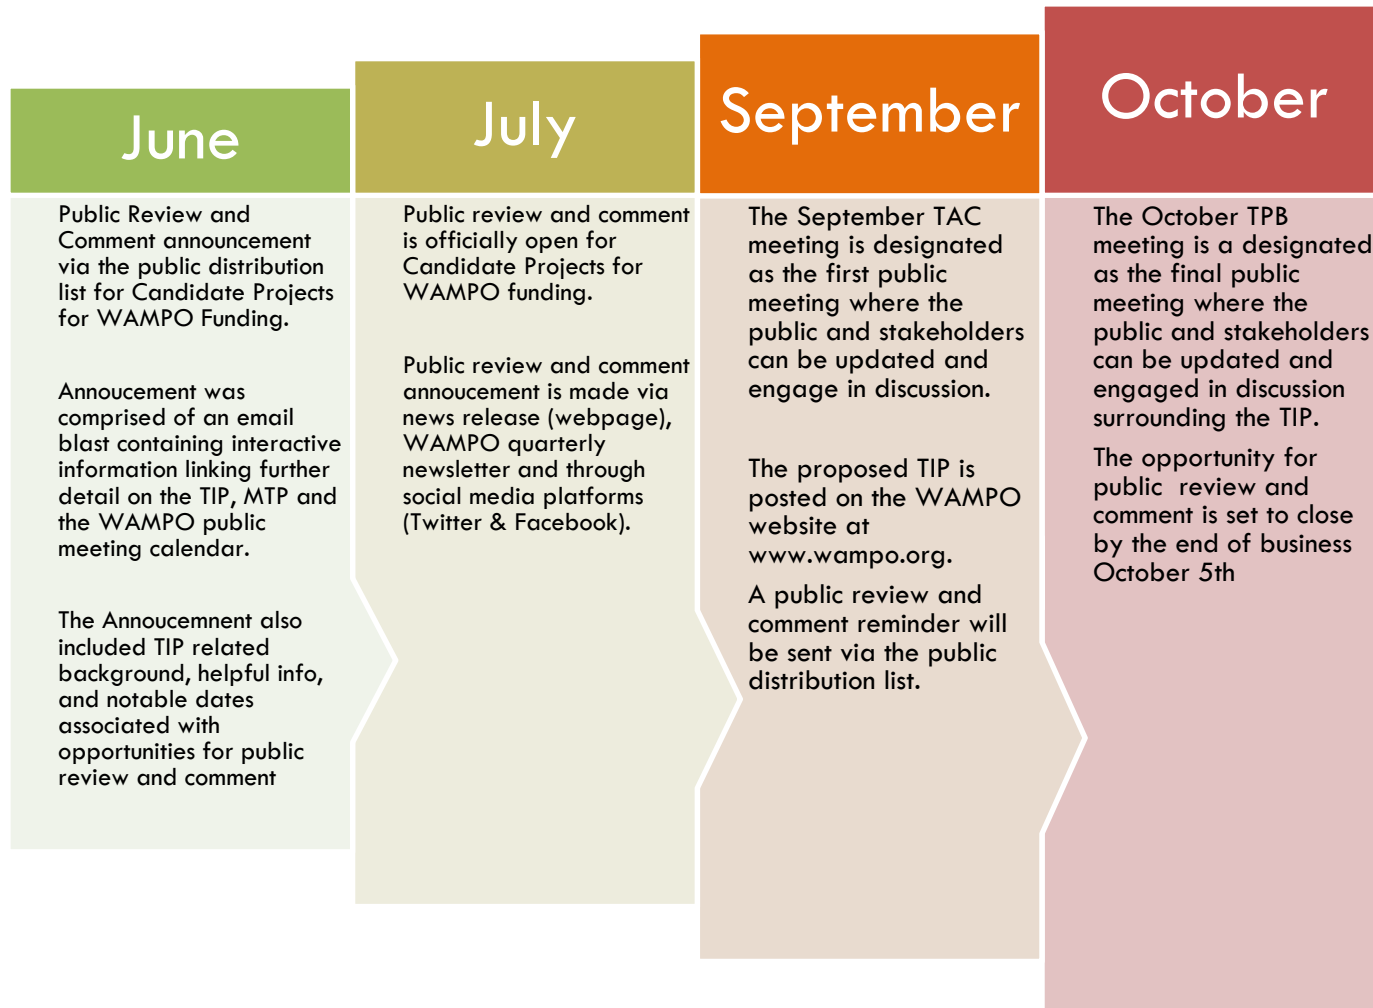 June
Public Review and
Comment announcement
via the public distribution
list for Candidate Projects
for WAMPO Funding.
Annoucement was
comprised of an email
blast containing interactive
information linking further
detail on the TIP, MTP and
the WAMPO public
meeting calendar.
The Annoucemnent also
included TIP related
background, helpful info,
and notable dates
associated with
opportunities for public
review and comment
July
Public review and comment
is officially open for
Candidate Projects for
WAMPO funding.
Public review and comment
annoucement is made via
news release (webpage),
WAMPO quarterly
newsletter and through
social media platforms
(Twitter & Facebook).
September
The September TAC
meeting is designated
as the first public
meeting where the
public and stakeholders
can be updated and
engage in discussion.
The proposed TIP is
posted on the WAMPO
website at
www.wampo.org.
A public review and
comment reminder will
be sent via the public
distribution list.
October
The October TPB
meeting is a designated
as the final public
meeting where the
public and stakeholders
can be updated and
engaged in discussion
surrounding the TIP.
The opportunity for
public  review and
comment is set to close
by the end of business
October 5th